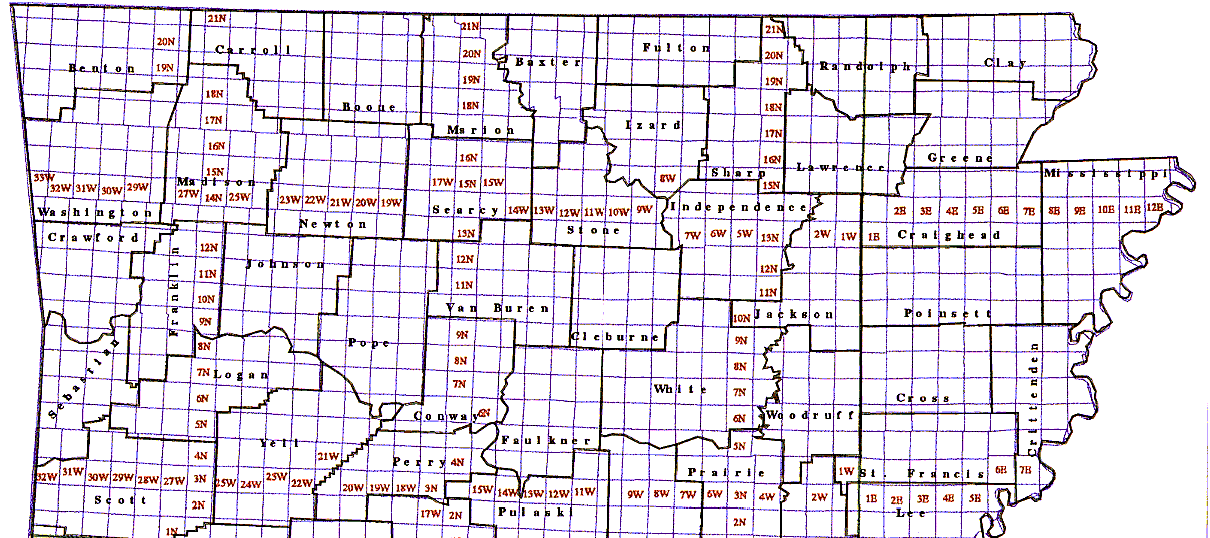 21N 21N 21N
Carroll Fulton
20N 20N 20N
Benton 19N 19N Baxter 19N Randolph Clay
18N Boone 18N 18N
17N Marion Izard 17N
16N 16N 16N Greene
15N 17W 15N 15W 8W Sharp 15N Lawrence Mississippi
33W 32W 31W 30W 29W Madison
27W 14N 25W 23W 22W 21W 20W 19W Searcy 14W 13W 12W 11W 10W 9W Independence 2E 3E 4E 5E 6E 7E 8E 9E 10E 11E 12E
Washington Newton 13N Stone 7W 6W 5W 13N 2W 1W 1E Craighead
Crawford 12N 12N 12N
Franklin 11N Johnson 11N 11N
10N Van Buren 10N Jackson Poinsett
9N 9N Cleburne 9N
Sebastian 8N Pope 8N 8N Crittenden
7N Logan 7N White 7N
6N Conway 6N 6N Woodruff Cross
5N Yell Faulkner 5N
4N 21W Perry 4N Prairie 1W St. Francis 6E 7E
32W 31W 30W 29W 28W 27W 3N 25W 24W 25W 22W 20W 19W 18W 3N 15W 14W 13W 12W 11W 9W 8W 7W 6W 3N 4W 2W 1E 2E 3E 4E 5E
Scott 2N 17W 2N Pulaski 2N Lee
1N